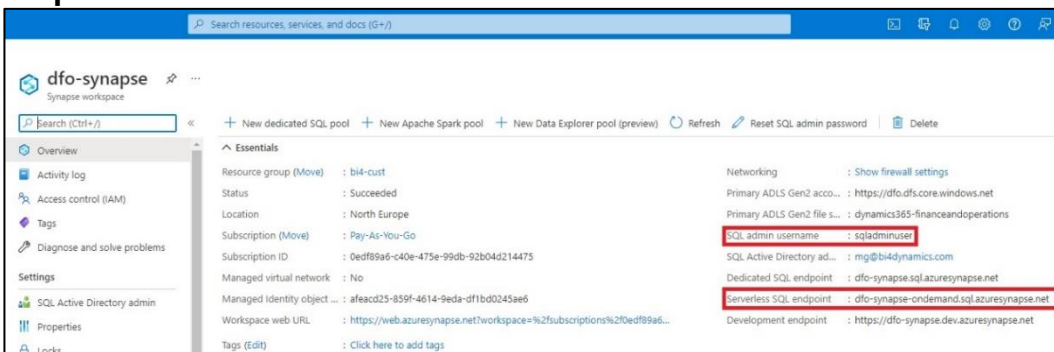 Search resources, services, and docs (G+/)
dfo-synapse
Synapse workspace
Search (Ctrl+/)
«
Overview
Activity log
Access control (IAM)
Tags
Diagnose and solve problems
Settings
SQL Active Directory admin
Properties
Locks
+ New dedicated SQL pool + New Apache Spark pool + New Data Explorer pool (preview) Refresh Reset SQL admin password Delete
Essentials
Resource group (Move) : bi4-cust
Status : Succeeded
Location : North Europe
Subscription (Move) : Pay-As-You-Go
Subscription ID : 0edf89a6-c40e-475e-99db-92b04d214475
Managed virtual network : No
Managed Identity object ... : afeacd25-859f-4614-9eda-df1bd0245ae6
Workspace web URL : https://web.azuresynapse.net?workspace=%2fsubscriptions%2f0edf89a6...
Tags (Edit) : Click here to add tags
Networking : Show firewall settings
Primary ADLS Gen2 acco... : https://dfo.dfs.core.windows.net
Primary ADLS Gen2 file s... : dynamics365-financeandoperations
SQL admin username : sqladminuser
SQL Active Directory ad... : mg@bi4dynamics.com
Dedicated SQL endpoint : dfo-synapse.sql.azuresynapse.net
Serverless SQL endpoint : dfo-synapse-ondemand.sql.azuresynapse.net
Development endpoint : https://dfo-synapse.dev.azuresynapse.net